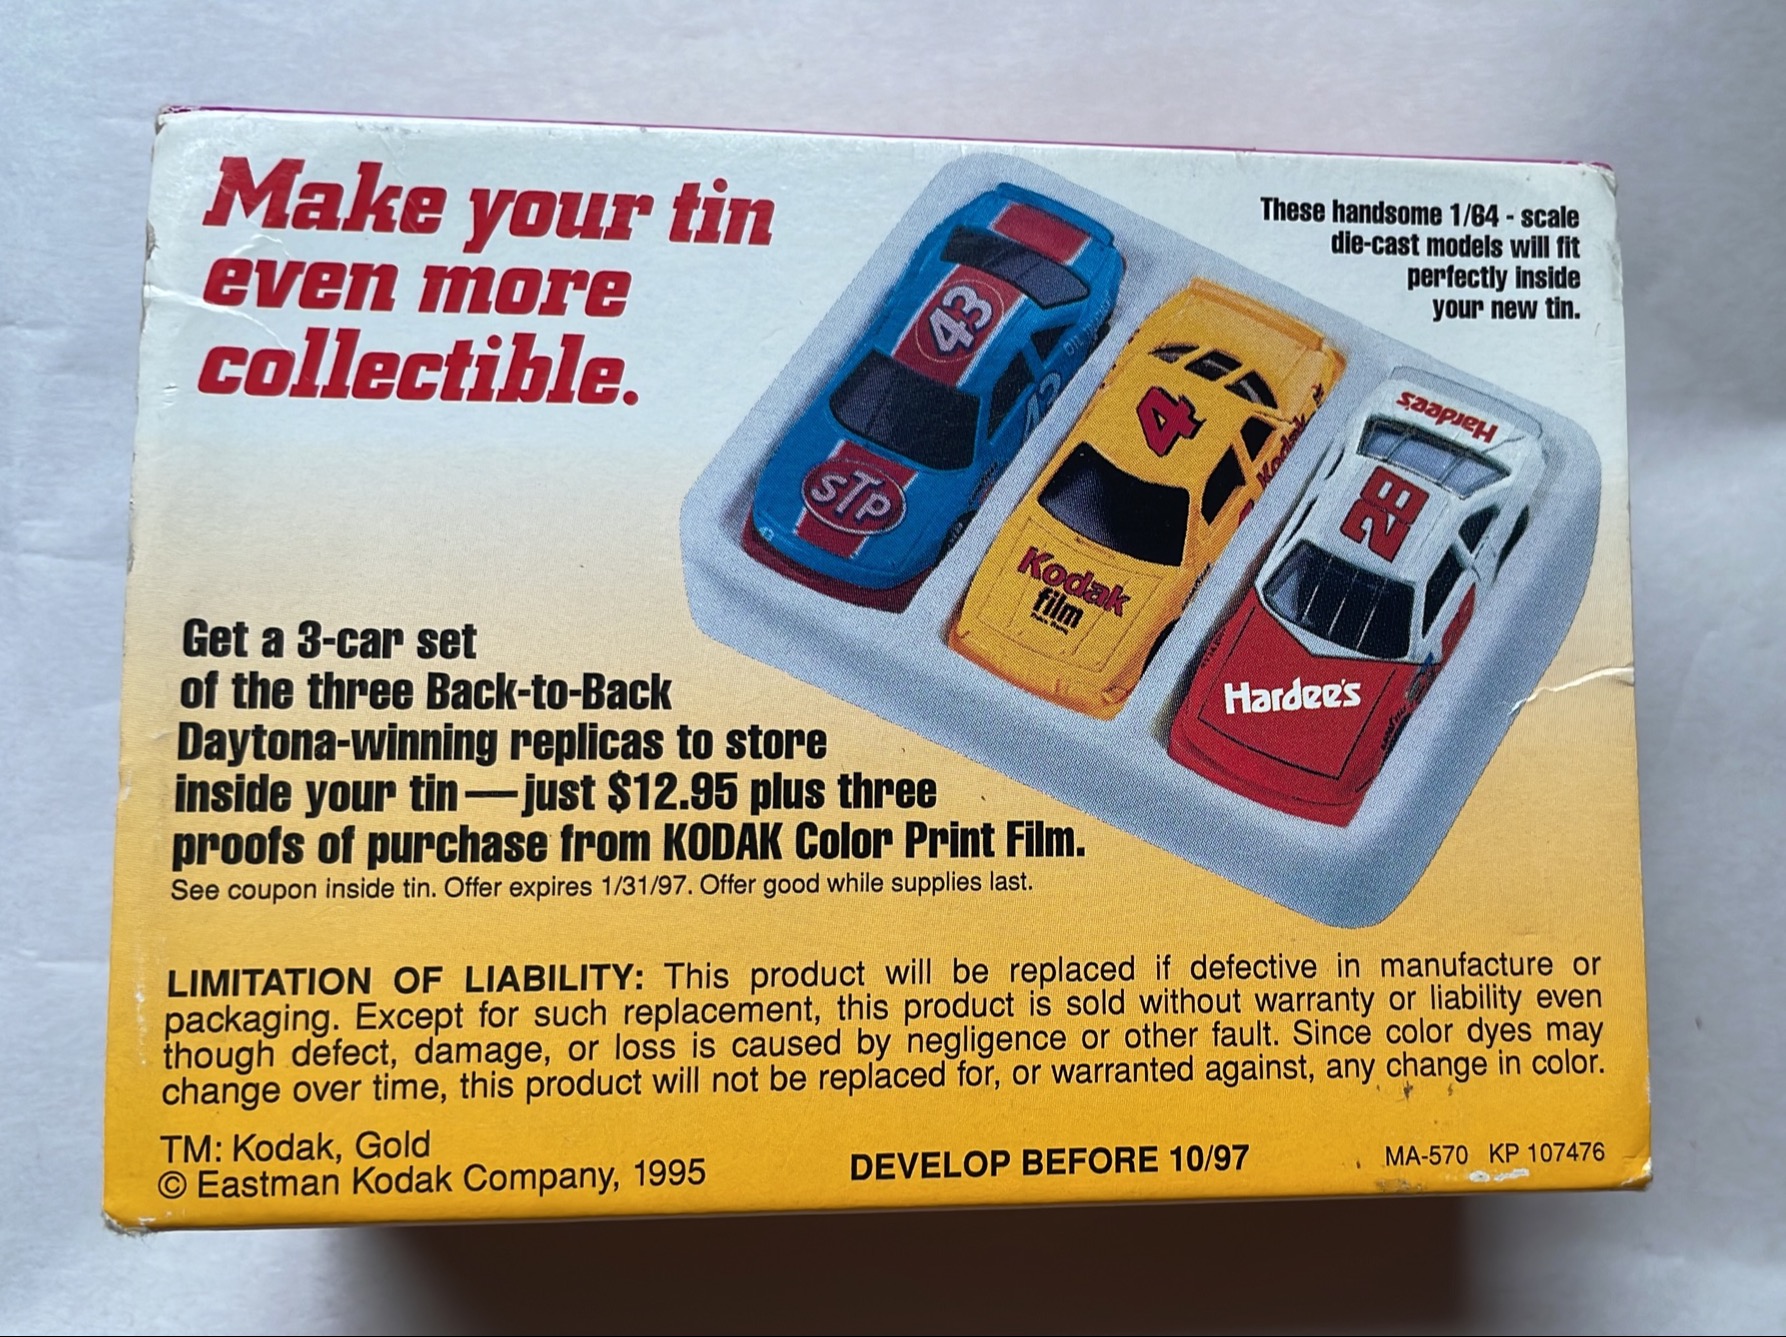 Make your tin
even more
collectible.
These handsome 1/64 - scale
die-cast models will fit
perfectly inside
your new tin.
43
43
STP
4
Kodak
Kodak
film
Hardee's
28
Hardee's
Get a 3-car set
of the three Back-to-Back
Daytona-winning replicas to store
inside your tin — just $12.95 plus three
proofs of purchase from KODAK Color Print Film.
See coupon inside tin. Offer expires 1/31/97. Offer good while supplies last.
LIMITATION OF LIABILITY: This product will be replaced if defective in manufacture or
packaging. Except for such replacement, this product is sold without warranty or liability even
though defect, damage, or loss is caused by negligence or other fault. Since color dyes may
change over time, this product will not be replaced for, or warranted against, any change in color.
TM: Kodak, Gold
© Eastman Kodak Company, 1995
DEVELOP BEFORE 10/97
MA-570 KP 107476